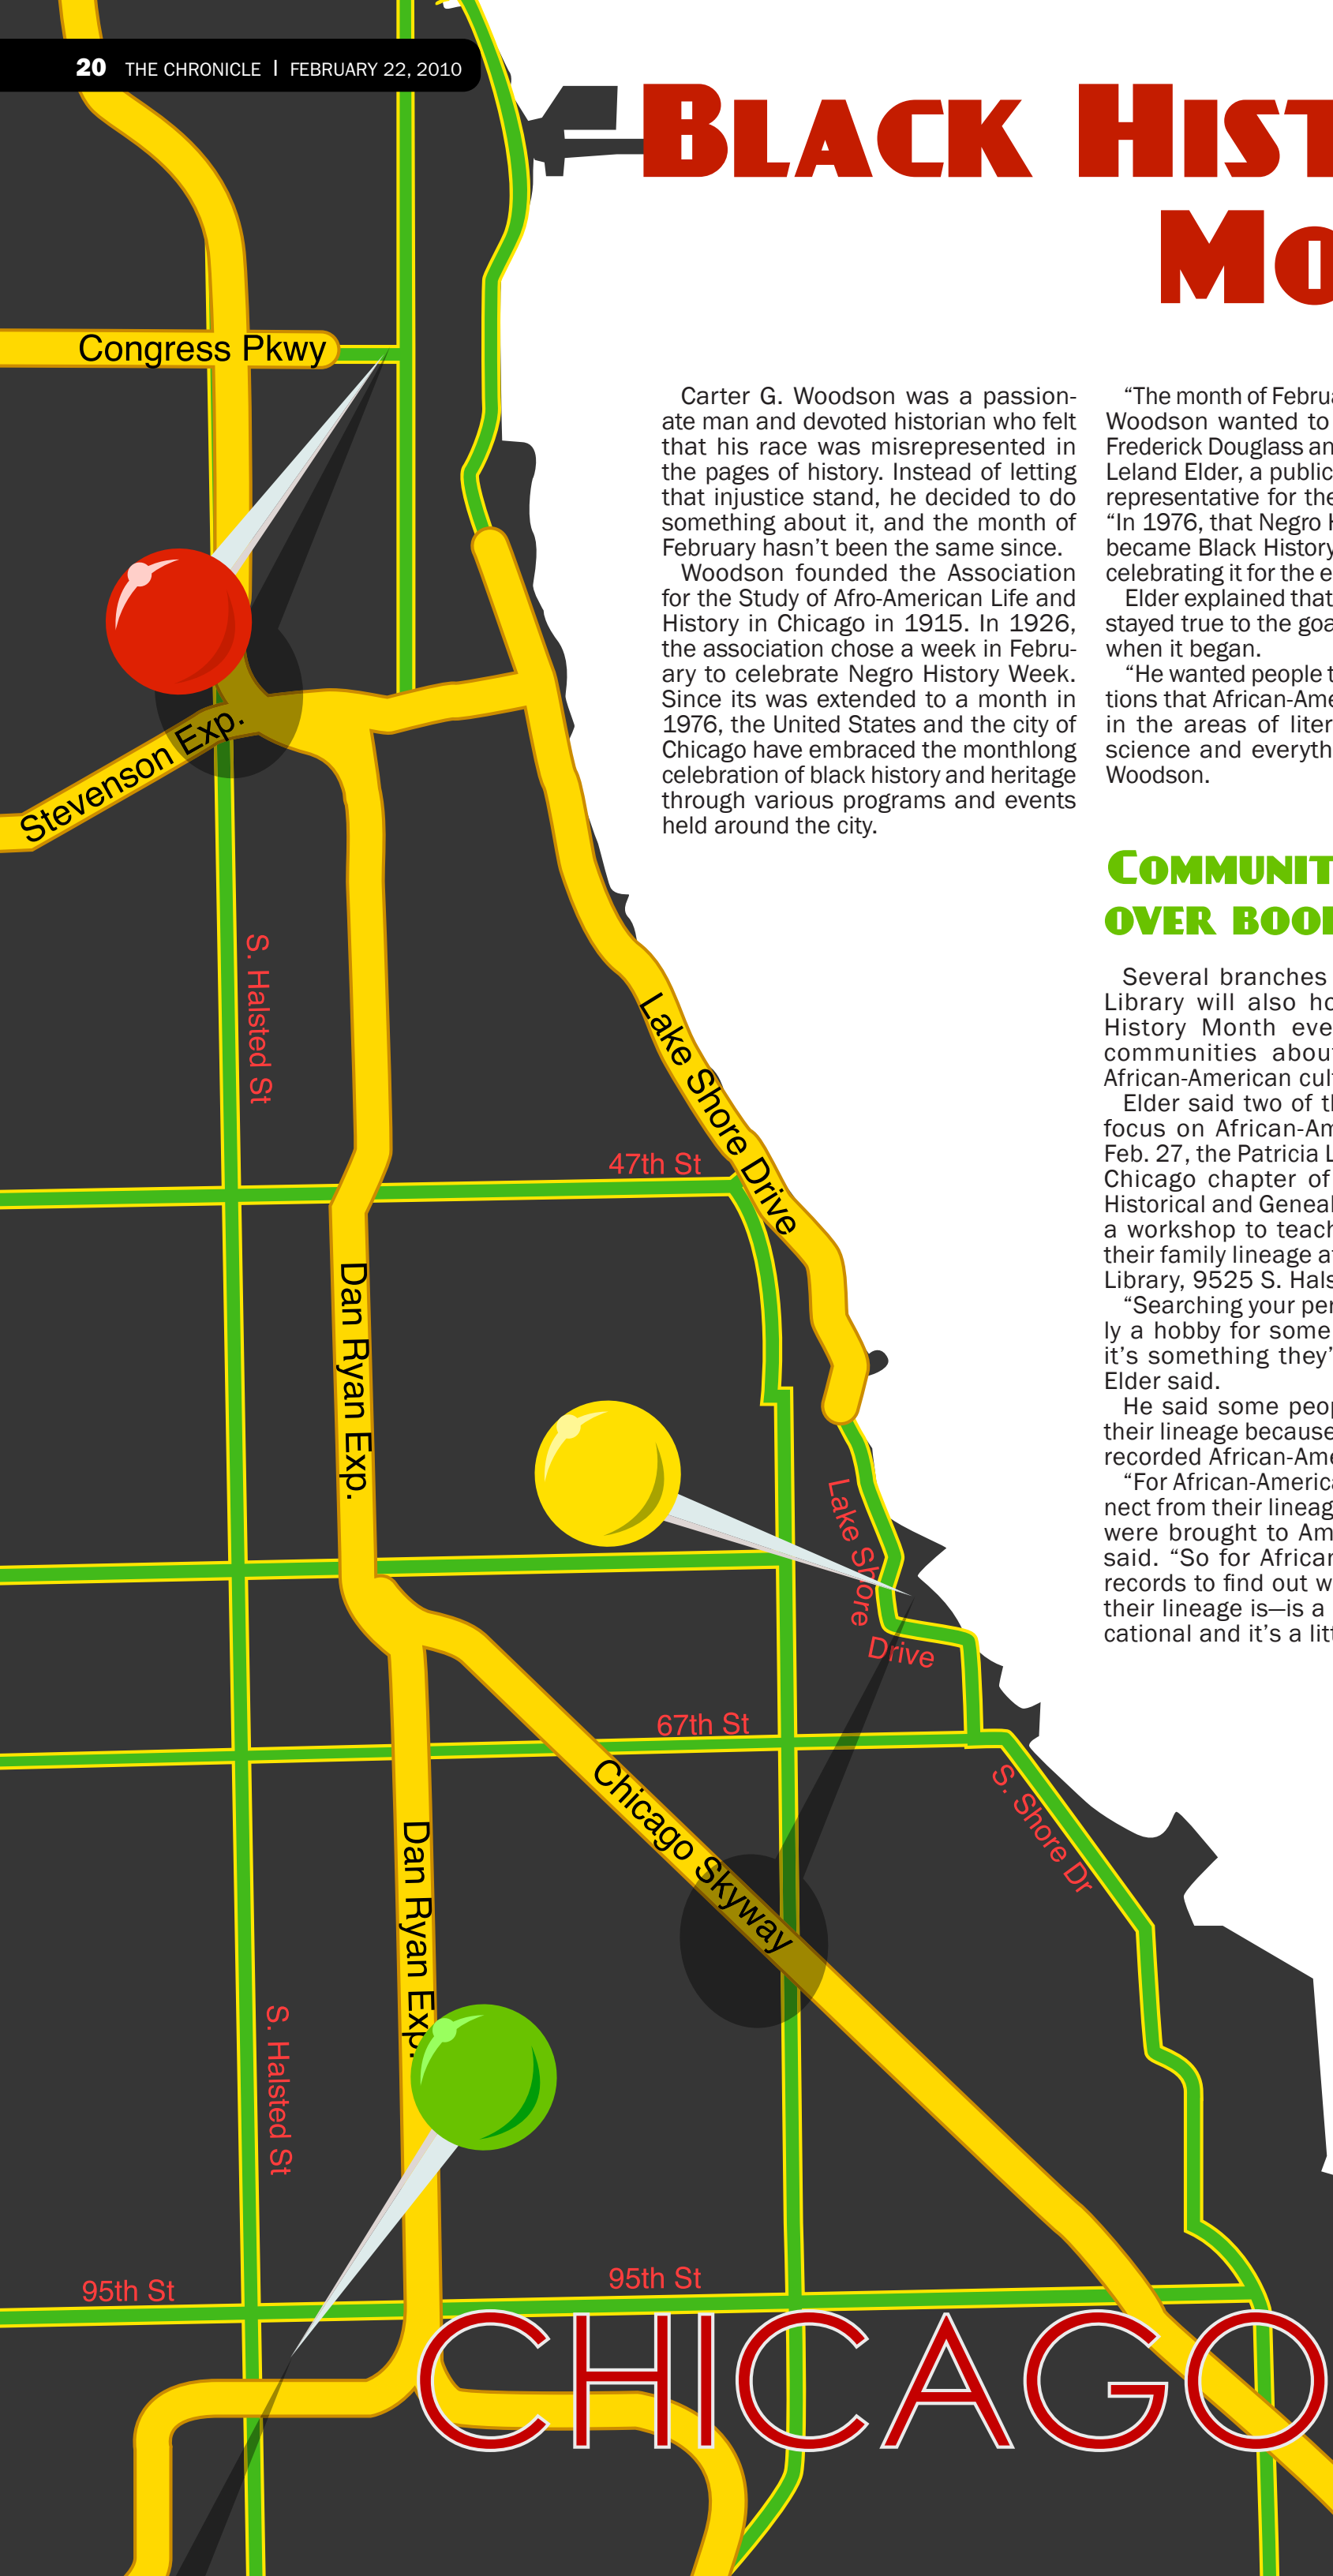 20 THE CHRONICLE | FEBRUARY 22, 2010
BLACK HIST
MO
Carter G. Woodson was a passion-
ate man and devoted historian who felt
that his race was misrepresented in
the pages of history. Instead of letting
that injustice stand, he decided to do
something about it, and the month of
February hasn’t been the same since.
Woodson founded the Association
for the Study of Afro-American Life and
History in Chicago in 1915. In 1926,
the association chose a week in Febru-
ary to celebrate Negro History Week.
Since its was extended to a month in
1976, the United States and the city of
Chicago have embraced the monthlong
celebration of black history and heritage
through various programs and events
held around the city.
“The month of Febru
Woodson wanted to
Frederick Douglass an
Leland Elder, a public
representative for the
“In 1976, that Negro H
became Black History
celebrating it for the e
Elder explained that
stayed true to the goa
when it began.
“He wanted people t
tions that African-Ame
in the areas of liter
science and everyth
Woodson.
COMMUNIT
OVER BOO
Several branches
Library will also ho
History Month eve
communities abou
African-American cul
Elder said two of t
focus on African-Am
Feb. 27, the Patricia L
Chicago chapter of
Historical and Geneal
a workshop to teach
their family lineage a
Library, 9525 S. Hals
“Searching your per
ly a hobby for some
it’s something they’
Elder said.
He said some peop
their lineage because
recorded African-Ame
“For African-America
nect from their lineag
were brought to Am
said. “So for African
records to find out w
their lineage is—is a
cational and it’s a litt
Congress Pkwy
Stevenson Exp.
S. Halsted St
Lake Shore Drive
47th St
Dan Ryan Exp.
Lake Shore
Drive
67th St
Chicago Skyway
S. Shore Dr
Dan Ryan Exp.
S. Halsted St
95th St
95th St
CHICAGO